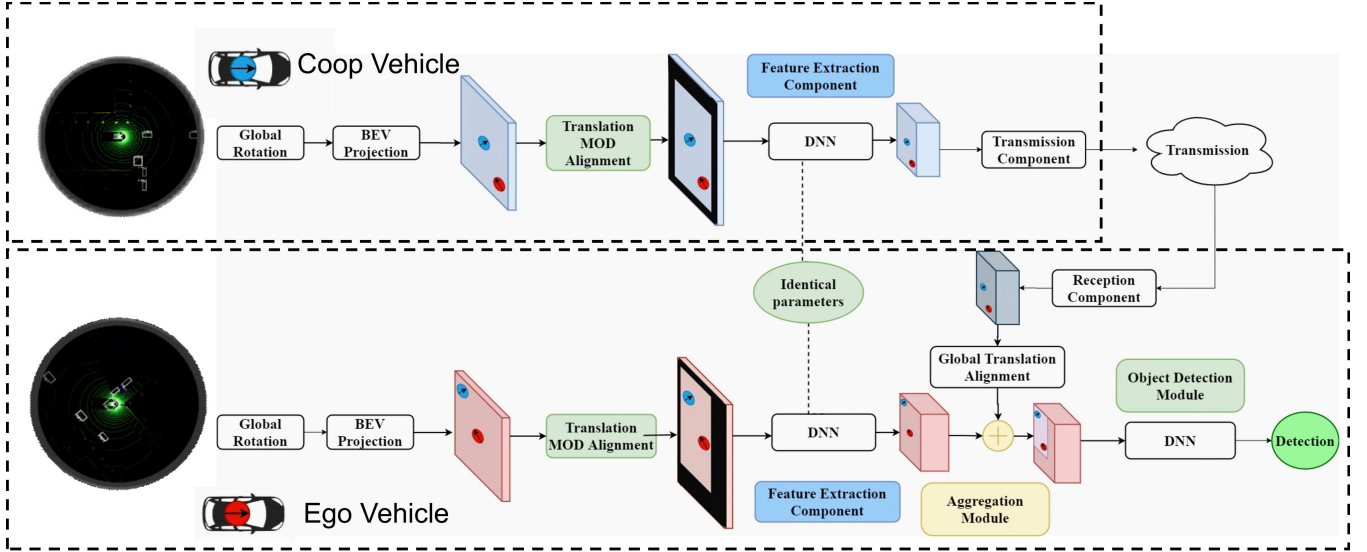 Coop Vehicle
Feature Extraction
Component
Global
Rotation
BEV
Projection
Translation
MOD
Alignment
DNN
Transmission
Component
Transmission
Identical
parameters
Reception
Component
Global Translation
Alignment
Object Detection
Module
Global
Rotation
BEV
Projection
Translation
MOD Alignment
DNN
DNN
Detection
Feature Extraction
Component
Aggregation
Module
Ego Vehicle